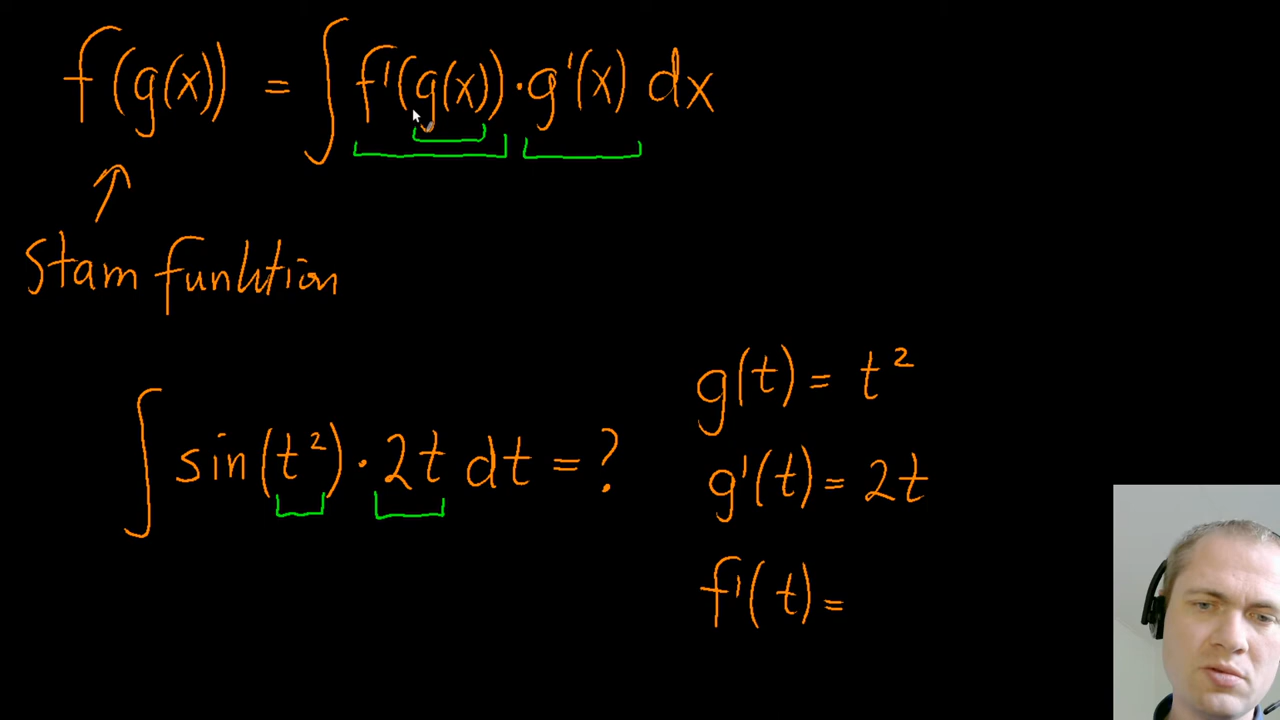 f(g(x)) = ∫ f'(g(x)) · g'(x) dx
Stam funktion
∫ sin(t²) · 2t dt = ?
g(t) = t²
g'(t) = 2t
f'(t) =